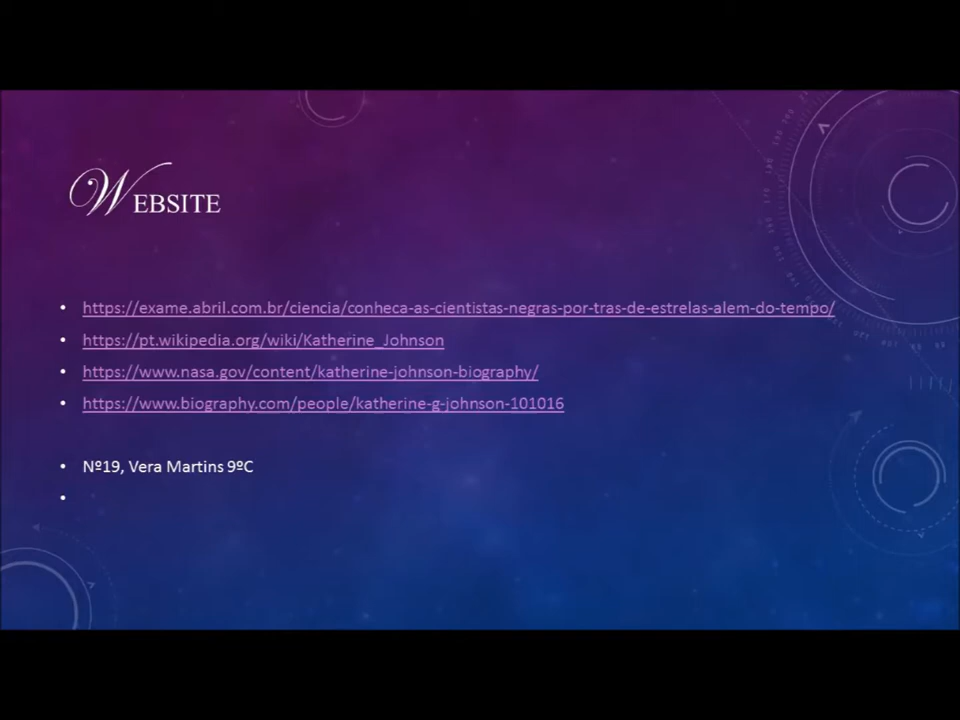 WEBSITE
https://exame.abril.com.br/ciencia/conheca-as-cientistas-negras-por-tras-de-estrelas-alem-do-tempo/
https://pt.wikipedia.org/wiki/Katherine_Johnson
https://www.nasa.gov/content/katherine-johnson-biography/
https://www.biography.com/people/katherine-g-johnson-101016
Nº19, Vera Martins 9ºC